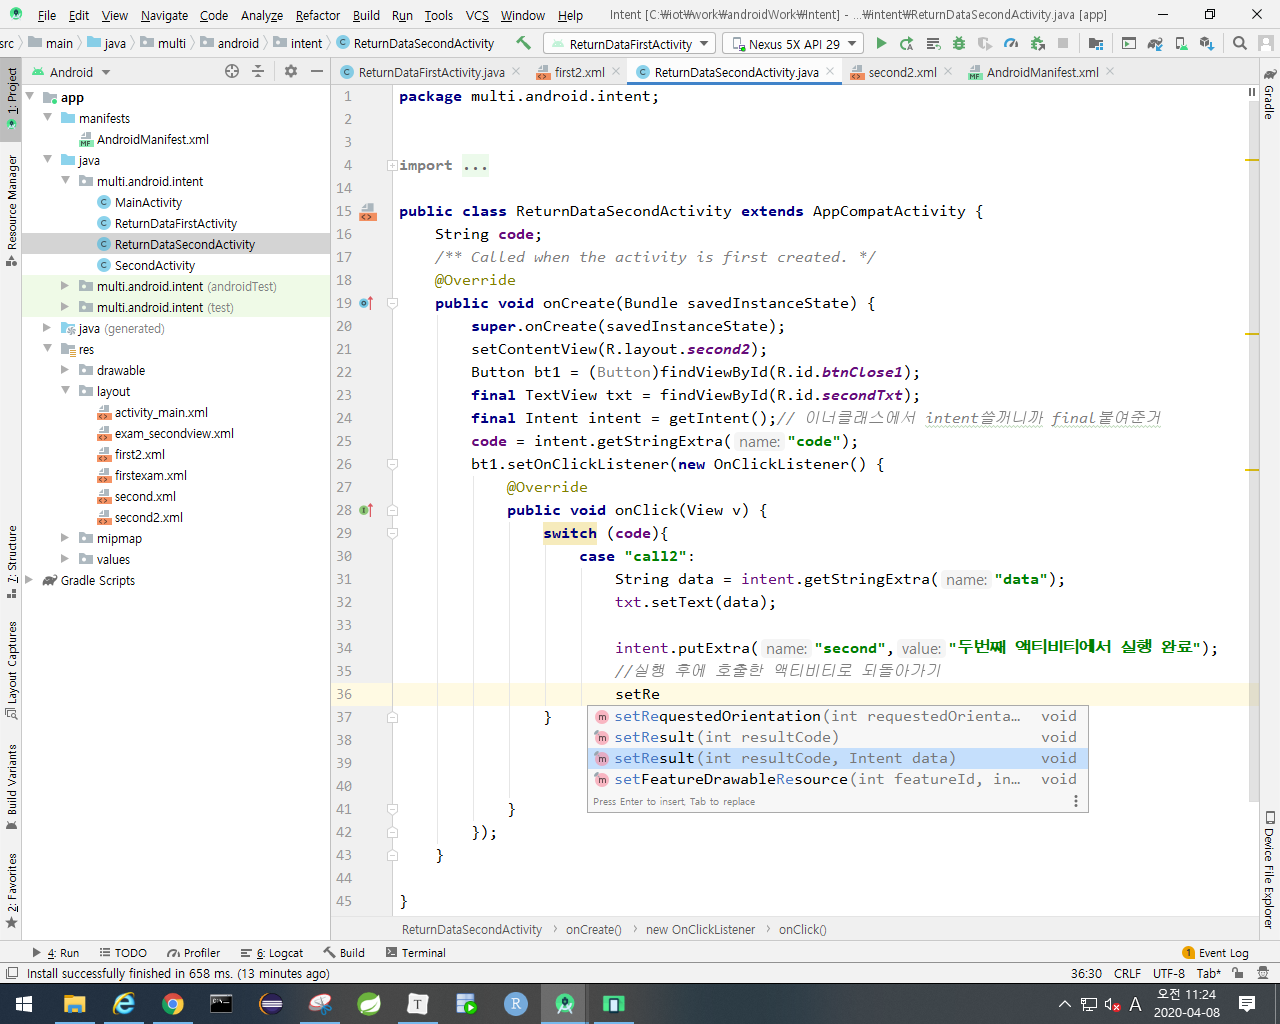 File Edit View Navigate Code Analyze Refactor Build Run Tools VCS Window Help Intent [C:₩iot₩work₩androidWork₩Intent] - ...₩intent₩ReturnDataSecondActivity.java [app]
src main java multi android intent ReturnDataSecondActivity ReturnDataFirstActivity Nexus 5X API 29
Android ReturnDataFirstActivity.java first2.xml ReturnDataSecondActivity.java second2.xml AndroidManifest.xml
1: Project
Resource Manager
7: Structure
Layout Captures
Build Variants
2: Favorites
app
manifests
AndroidManifest.xml
java
multi.android.intent
MainActivity
ReturnDataFirstActivity
ReturnDataSecondActivity
SecondActivity
multi.android.intent (androidTest)
multi.android.intent (test)
java (generated)
res
drawable
layout
activity_main.xml
exam_secondview.xml
first2.xml
firstexam.xml
second.xml
second2.xml
mipmap
values
Gradle Scripts
1 package multi.android.intent;
2
3
4 import ...
14
15 public class ReturnDataSecondActivity extends AppCompatActivity {
16 String code;
17 /** Called when the activity is first created. */
18 @Override
19 public void onCreate(Bundle savedInstanceState) {
20 super.onCreate(savedInstanceState);
21 setContentView(R.layout.second2);
22 Button bt1 = (Button)findViewById(R.id.btnClose1);
23 final TextView txt = findViewById(R.id.secondTxt);
24 final Intent intent = getIntent();// 이너클래스에서 intent쓸꺼니까 final붙여준거
25 code = intent.getStringExtra( name: "code");
26 bt1.setOnClickListener(new OnClickListener() {
27 @Override
28 public void onClick(View v) {
29 switch (code){
30 case "call2":
31 String data = intent.getStringExtra( name: "data");
32 txt.setText(data);
33
34 intent.putExtra( name: "second", value: "두번째 액티비티에서 실행 완료");
35 //실행 후에 호출한 액티비티로 되돌아가기
36 setRe
37 }
38
39
40
41 }
42 });
43 }
44
45 }
setRequestedOrientation(int requestedOrienta... void
setResult(int resultCode) void
setResult(int resultCode, Intent data) void
setFeatureDrawableResource(int featureId, in... void
Press Enter to insert, Tab to replace
Gradle
Device File Explorer
ReturnDataSecondActivity onCreate() new OnClickListener onClick()
4: Run TODO Profiler 6: Logcat Build Terminal 1 Event Log
Install successfully finished in 658 ms. (13 minutes ago) 36:30 CRLF UTF-8 Tab*
T R A 오전 11:24
2020-04-08